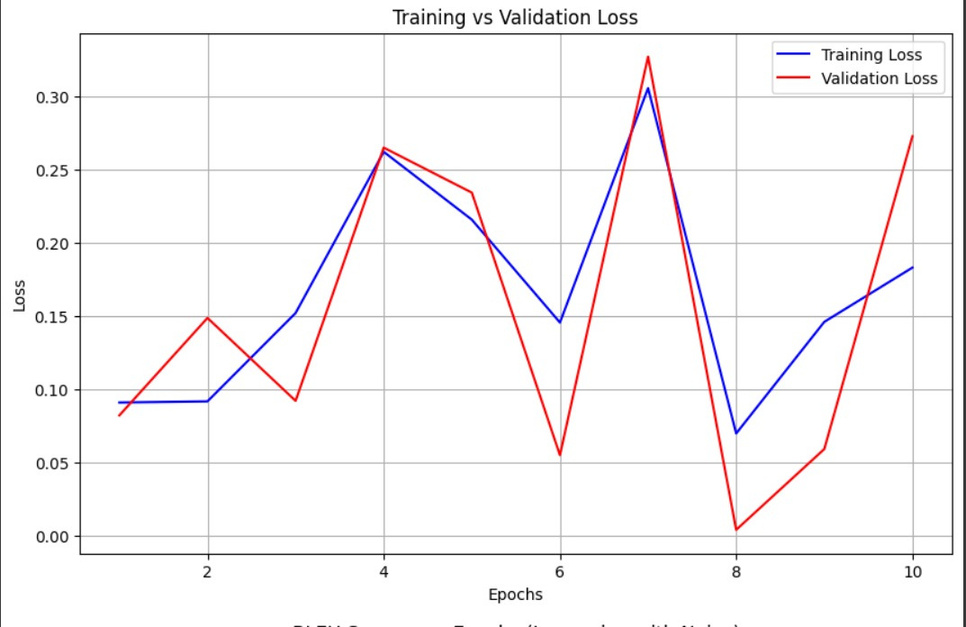 Training vs Validation Loss
Training Loss
Validation Loss
0.30
0.25
0.20
0.15
0.10
0.05
0.00
Loss
2 4 6 8 10
Epochs